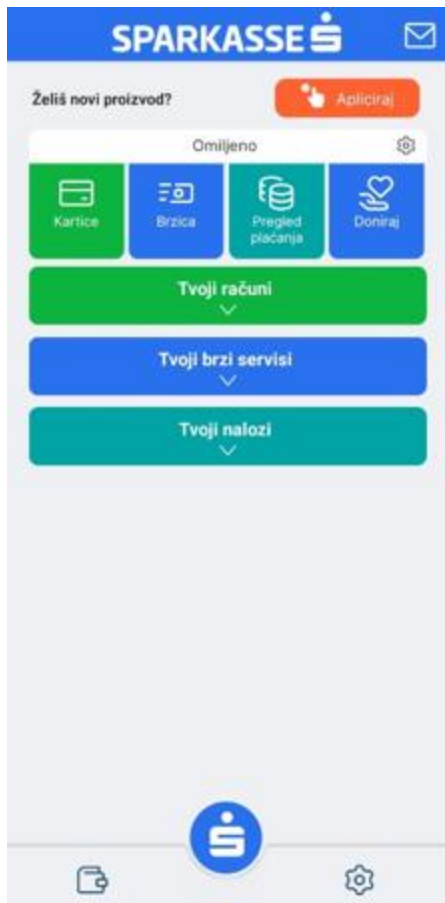 SPARKASSE
Želiš novi proizvod?
Apliciraj
Omiljeno
Kartice
Brzica
Pregled
plaćanja
Doniraj
Tvoji računi
Tvoji brzi servisi
Tvoji nalozi